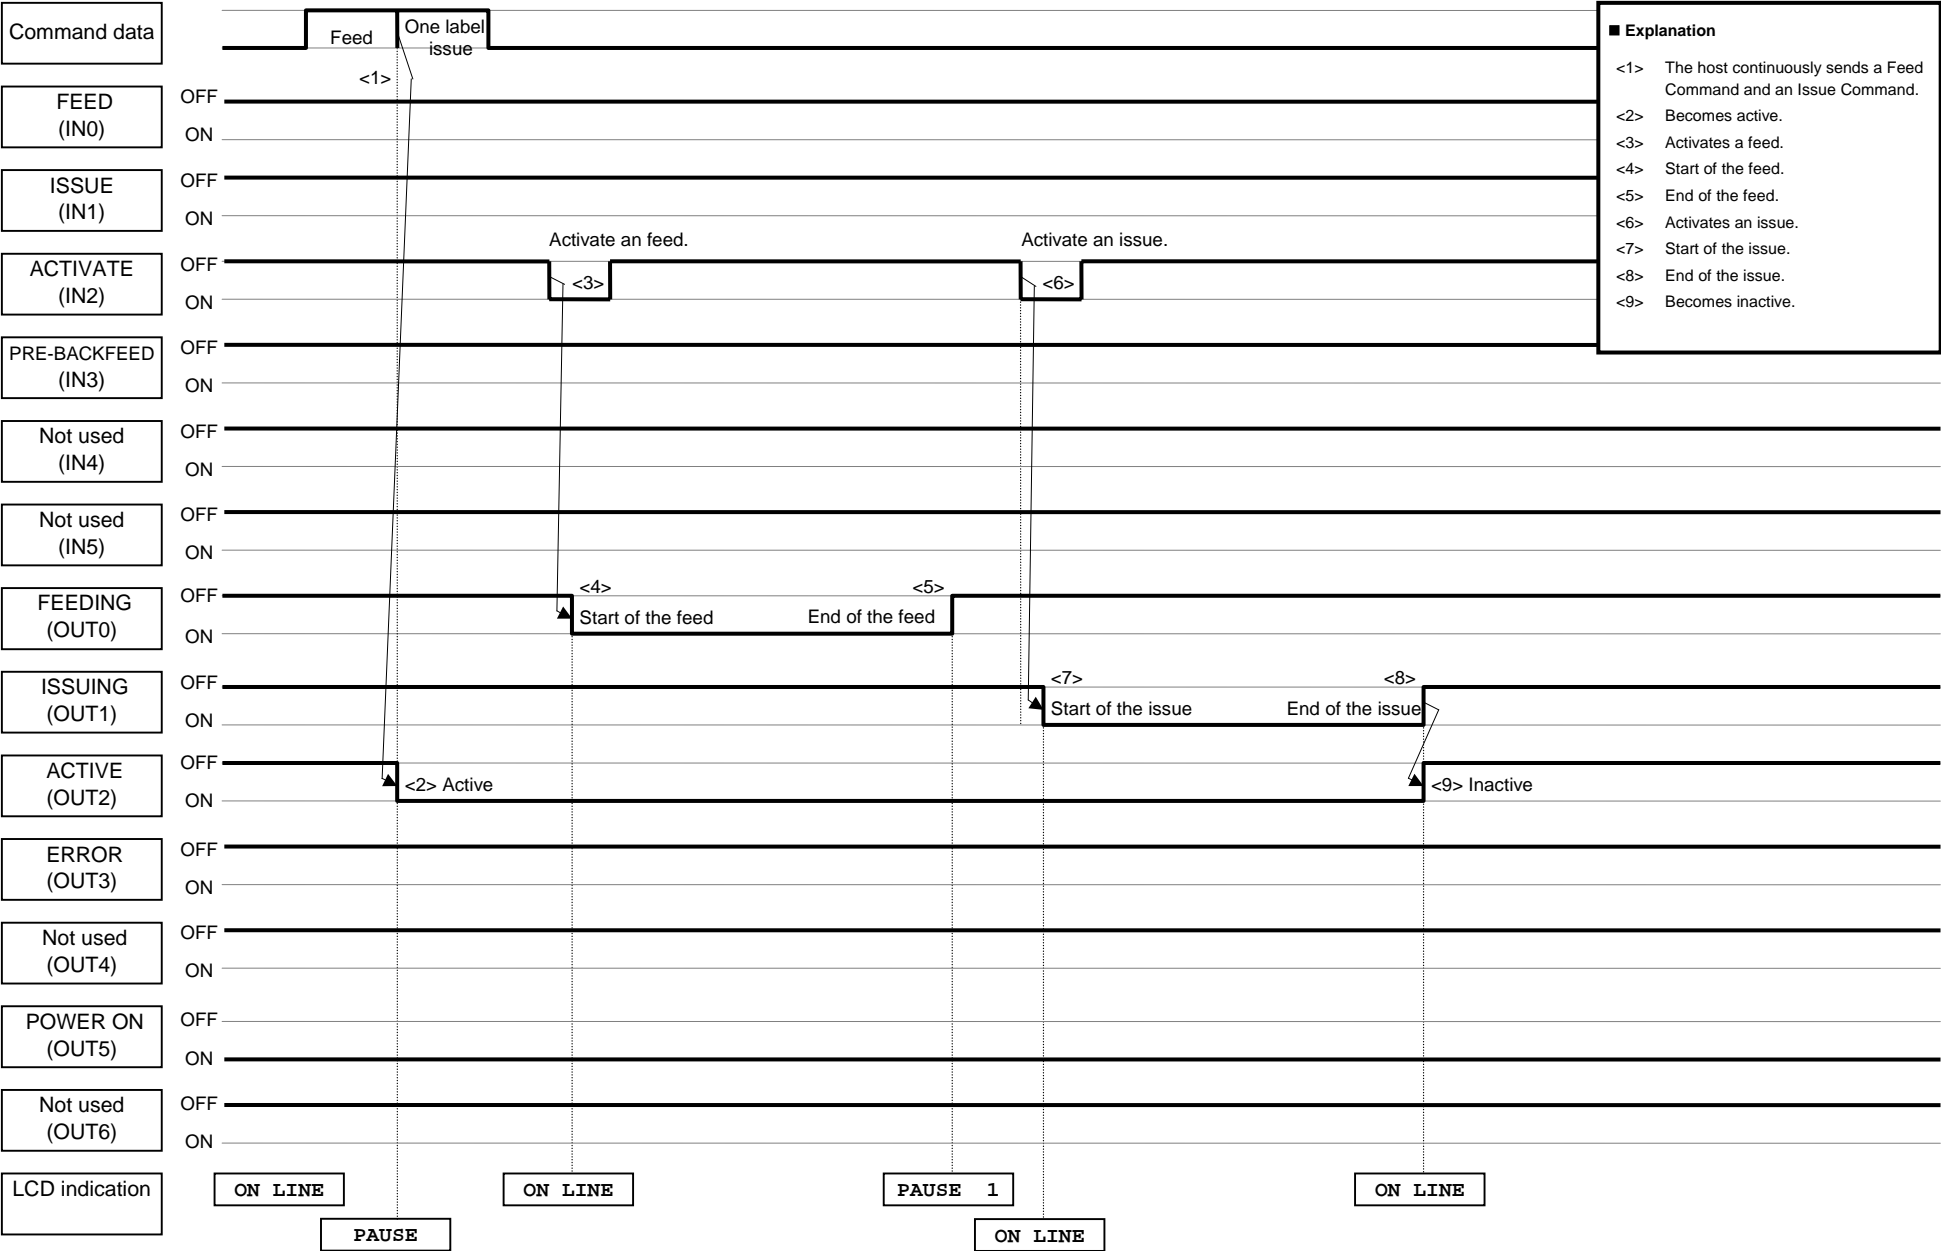 Command data
Feed
One label
issue
<1>
FEED
(IN0)
OFF
ON
ISSUE
(IN1)
OFF
ON
Activate an feed.
Activate an issue.
ACTIVATE
(IN2)
OFF
ON
<3>
<6>
PRE-BACKFEED
(IN3)
OFF
ON
Not used
(IN4)
OFF
ON
Not used
(IN5)
OFF
ON
FEEDING
(OUT0)
OFF
ON
<4>
<5>
Start of the feed
End of the feed
ISSUING
(OUT1)
OFF
ON
<7>
<8>
Start of the issue
End of the issue
ACTIVE
(OUT2)
OFF
ON
<2> Active
<9> Inactive
ERROR
(OUT3)
OFF
ON
Not used
(OUT4)
OFF
ON
POWER ON
(OUT5)
OFF
ON
Not used
(OUT6)
OFF
ON
LCD indication
ON LINE
PAUSE
ON LINE
PAUSE 1
ON LINE
ON LINE
■ Explanation
<1> The host continuously sends a Feed
Command and an Issue Command.
<2> Becomes active.
<3> Activates a feed.
<4> Start of the feed.
<5> End of the feed.
<6> Activates an issue.
<7> Start of the issue.
<8> End of the issue.
<9> Becomes inactive.